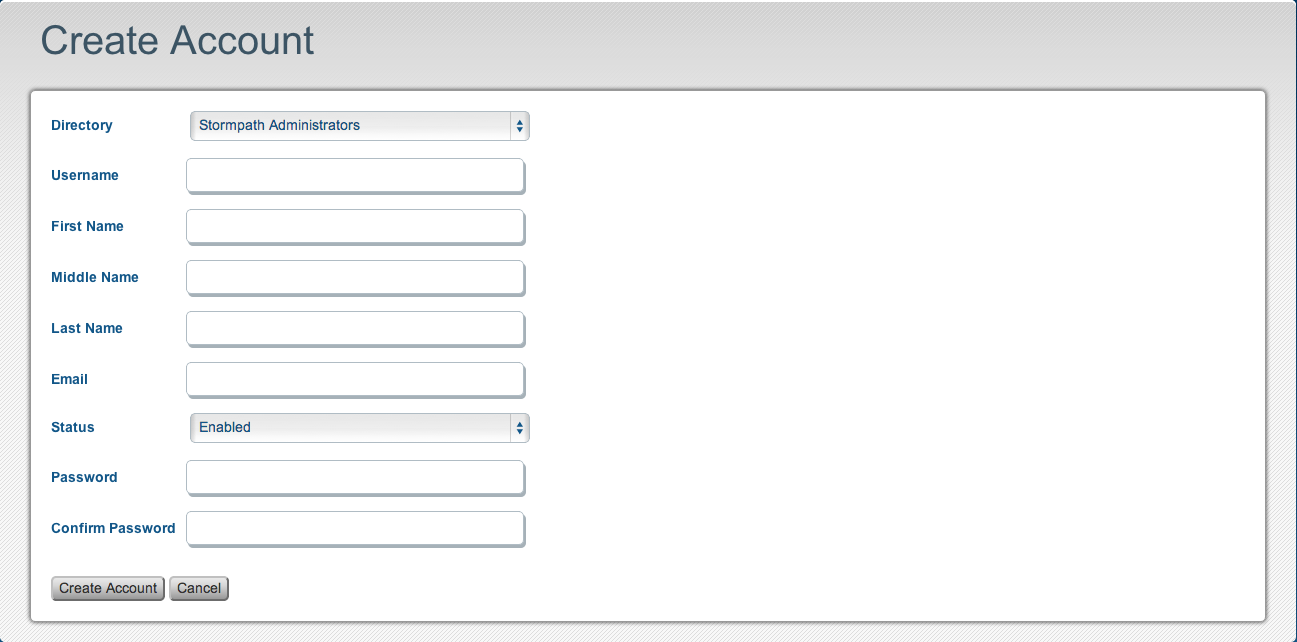 Create Account
Directory Stormpath Administrators
Username
First Name
Middle Name
Last Name
Email
Status Enabled
Password
Confirm Password
Create Account Cancel